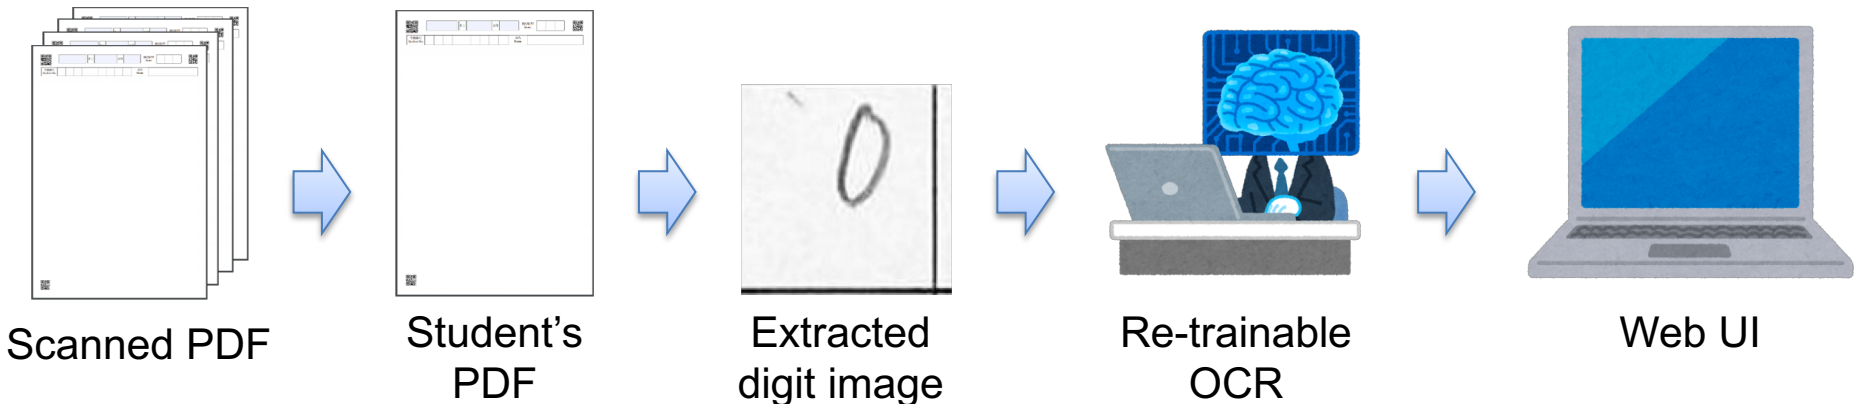 0
Scanned PDF
Student's
PDF
Extracted
digit image
Re-trainable
OCR
Web UI